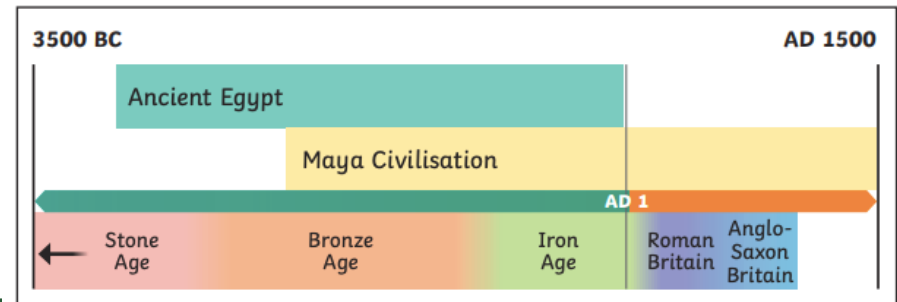 3500 BC
AD 1500
Ancient Egypt
Maya Civilisation
AD 1
Stone
Age
Bronze
Age
Iron
Age
Roman
Britain
Anglo-
Saxon
Britain